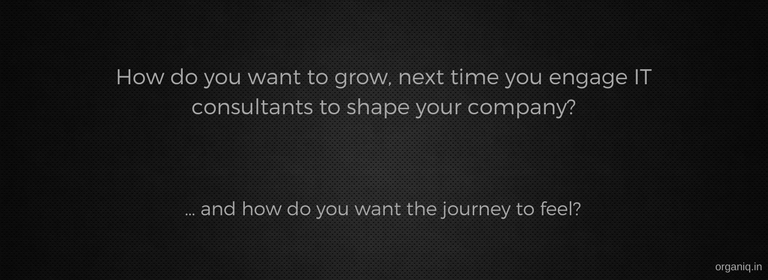 How do you want to grow, next time you engage IT
consultants to shape your company?
... and how do you want the journey to feel?
organiq.in